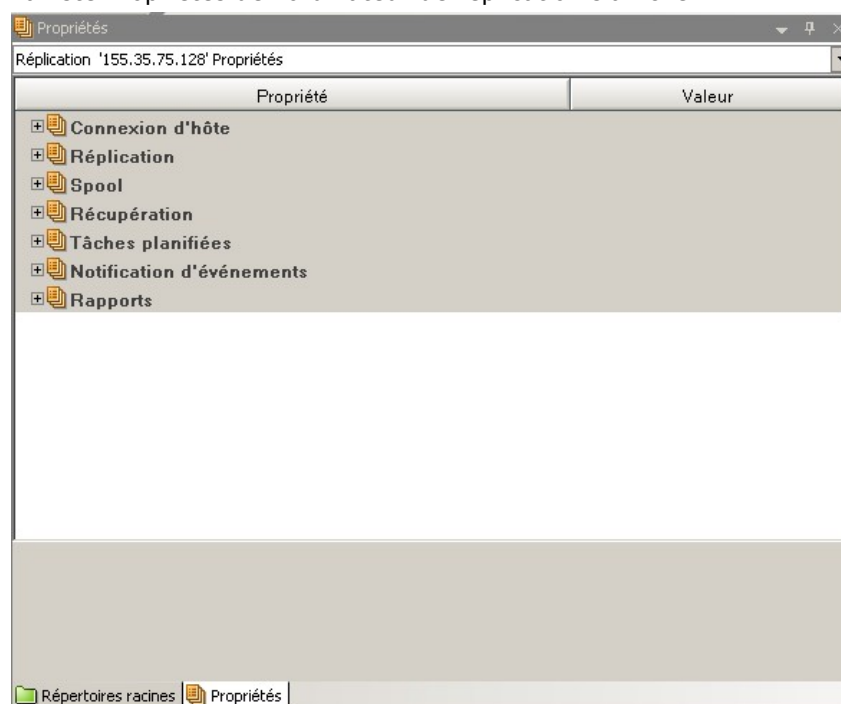 Propriétés
Réplication '155.35.75.128' Propriétés
Propriété Valeur
Connexion d'hôte
Réplication
Spool
Récupération
Tâches planifiées
Notification d'événements
Rapports
Répertoires racines Propriétés